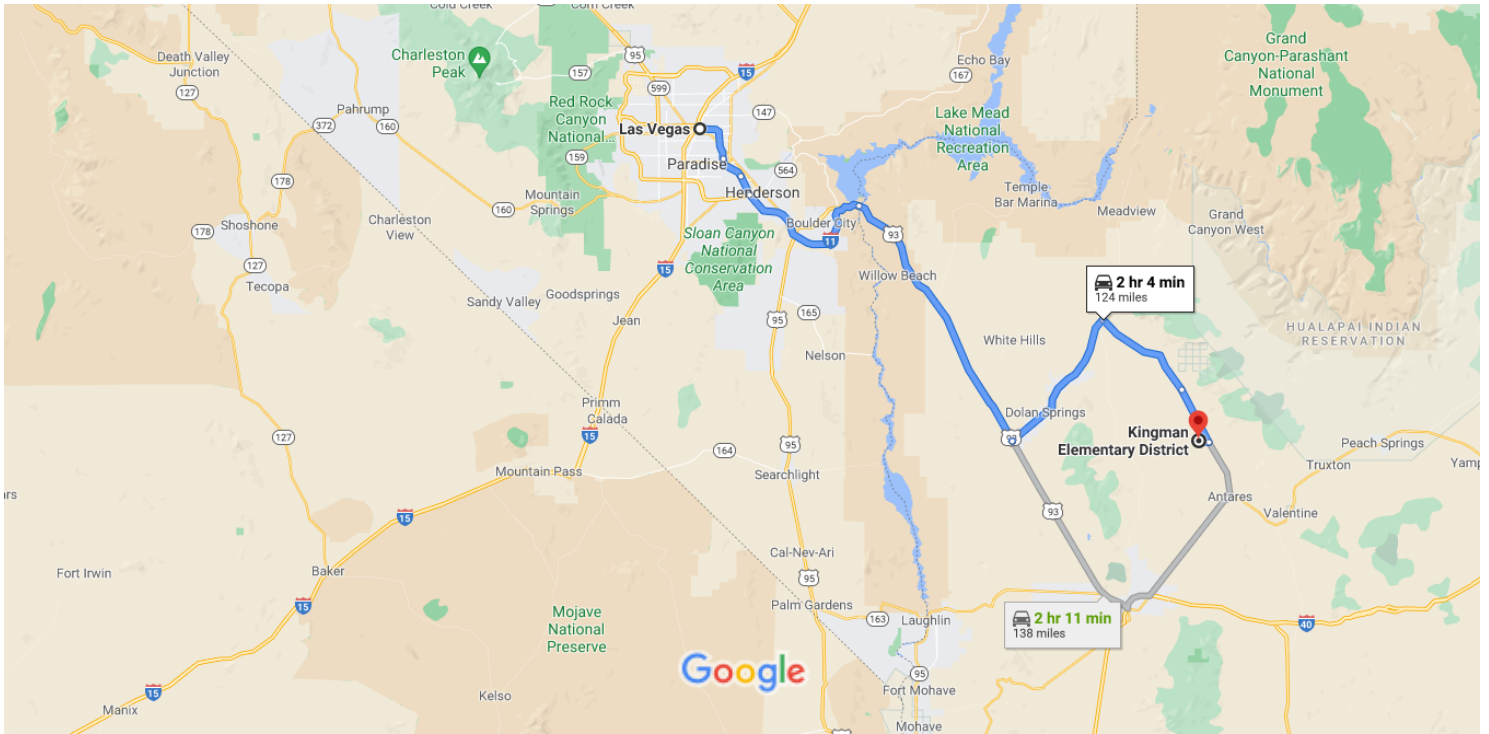 Cold Creek
Corn Creek
Death Valley
Junction
127
Charleston
Peak
157
95
599
15
Echo Bay
167
Grand
Canyon-Parashant
National
Monument
Pahrump
372
160
Red Rock
Canyon
National...
147
Las Vegas
Lake Mead
National
Recreation
Area
159
Paradise
564
178
Mountain
Springs
160
Henderson
Temple
Bar Marina
Meadview
Grand
Canyon West
178
Shoshone
Charleston
View
Boulder City
11
93
Sloan Canyon
National
Conservation
Area
127
Tecopa
15
Willow Beach
2 hr 4 min
124 miles
Sandy Valley
Goodsprings
Jean
95
165
Nelson
White Hills
HUALAPAI INDIAN
RESERVATION
Primm
Calada
Dolan Springs
127
15
95
164
Kingman
Elementary District
Peach Springs
Mountain Pass
Searchlight
Truxton
Yamp
ars
15
93
Antares
Valentine
Cal-Nev-Ari
95
Fort Irwin
Baker
15
Mojave
National
Preserve
Palm Gardens
163
Laughlin
2 hr 11 min
138 miles
40
Google
95
Fort Mohave
15
Manix
Kelso
Mohave